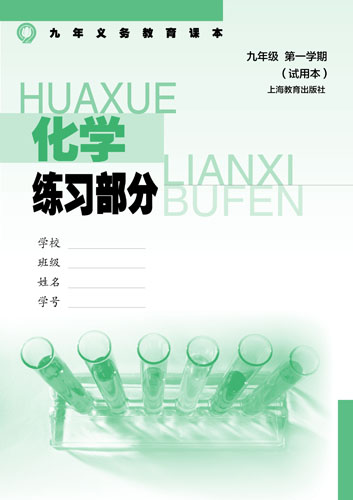 九年义务教育课本
九年级 第一学期
（试用本）
上海教育出版社
HUAXUE
化学
LIANXI
练习部分
BUFEN
学校
班级
姓名
学号